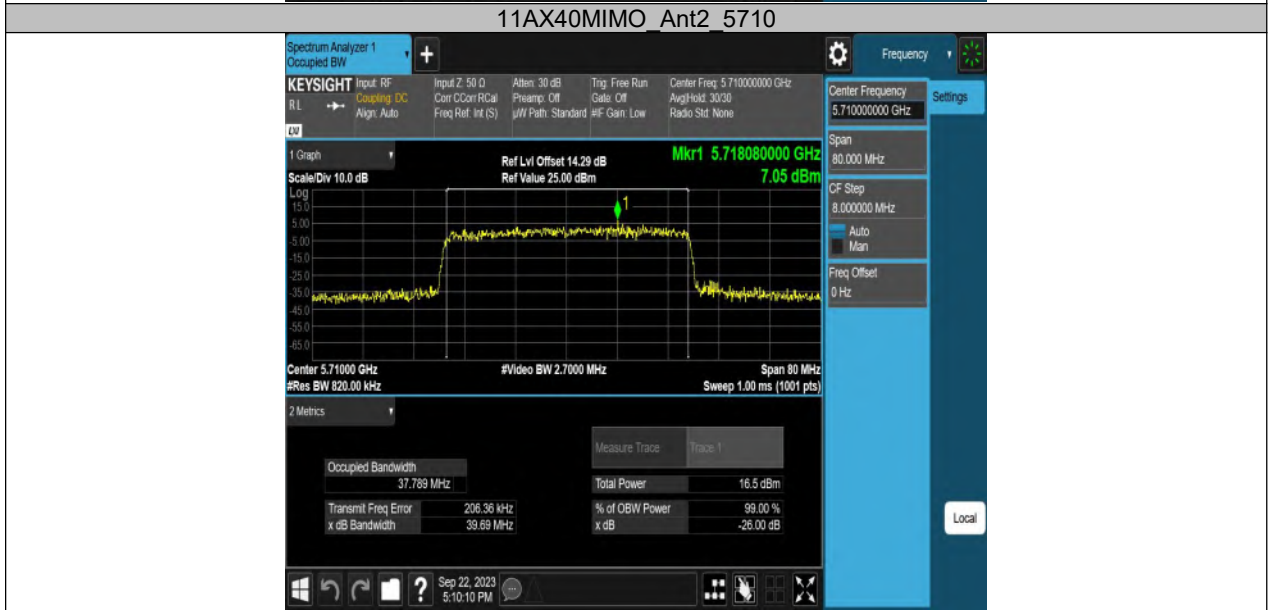 11AX40MIMO_Ant2_5710
Spectrum Analyzer 1
Occupied BW
+
Frequency
KEYSIGHT Input: RF Input Z: 50 Ω Atten: 30 dB Trig: Free Run Center Freq: 5.710000000 GHz
RL Coupling: DC Corr CCorr RCal Preamp: Off Gate: Off Avg|Hold: 30/30
Align: Auto Freq Ref: Int (S) µW Path: Standard #IF Gain: Low Radio Std: None
LXI
Center Frequency
5.710000000 GHz
Settings
Span
80.000 MHz
CF Step
8.000000 MHz
Auto
Man
Freq Offset
0 Hz
Local
1 Graph
Ref Lvl Offset 14.29 dB
Mkr1 5.718080000 GHz
Scale/Div 10.0 dB
Ref Value 25.00 dBm
7.05 dBm
Log
15.0
5.00
-5.00
-15.0
-25.0
-35.0
-45.0
-55.0
-65.0
1
Center 5.71000 GHz #Video BW 2.7000 MHz Span 80 MHz
#Res BW 820.00 kHz Sweep 1.00 ms (1001 pts)
2 Metrics
Measure Trace Trace 1
Occupied Bandwidth
37.789 MHz
Total Power 16.5 dBm
Transmit Freq Error 206.36 kHz % of OBW Power 99.00 %
x dB Bandwidth 39.69 MHz x dB -26.00 dB
?
Sep 22, 2023
5:10:10 PM